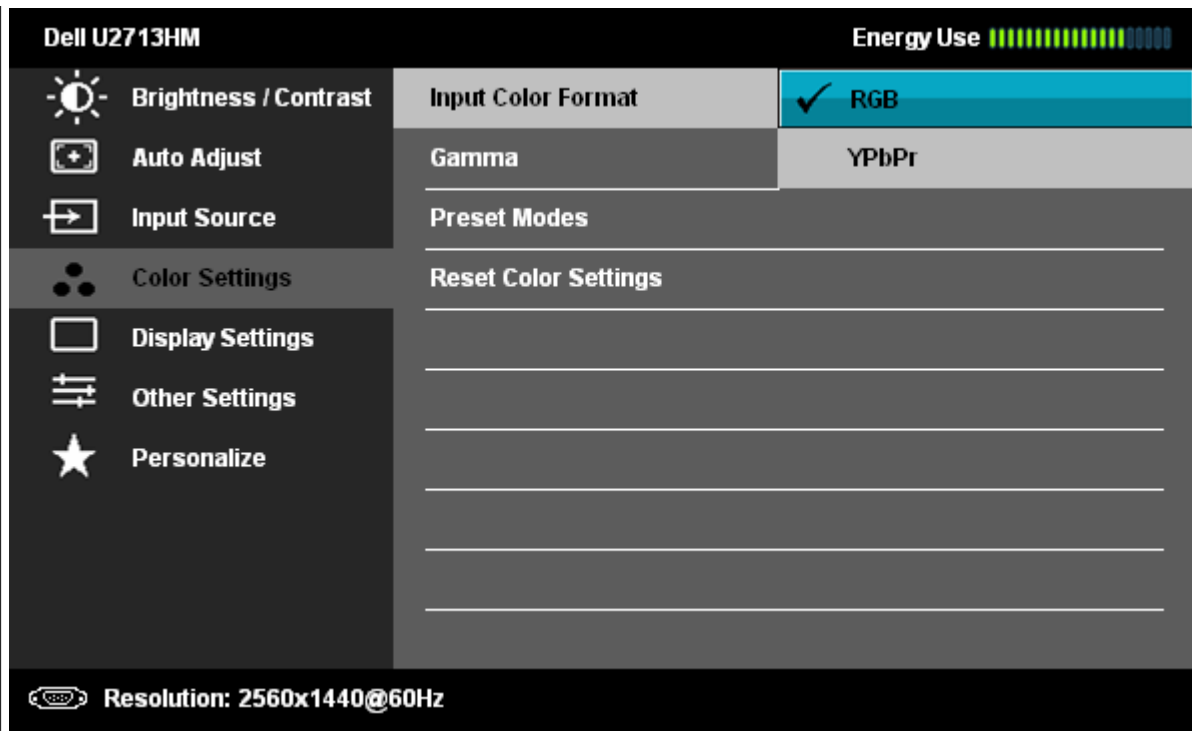 Dell U2713HM Energy Use
Brightness / Contrast Input Color Format RGB
Auto Adjust Gamma YPbPr
Input Source Preset Modes
Color Settings Reset Color Settings
Display Settings
Other Settings
Personalize
Resolution: 2560x1440@60Hz